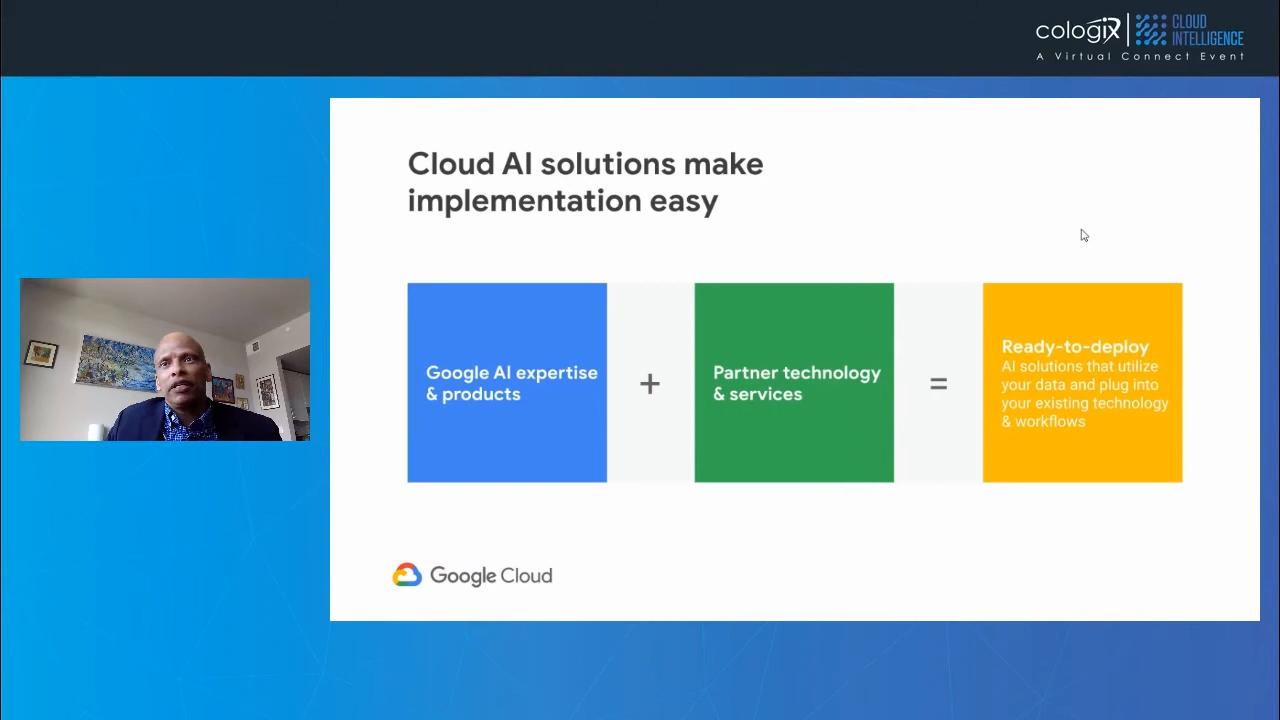 cologix
CLOUD
INTELLIGENCE
A Virtual Connect Event
Cloud AI solutions make
implementation easy
Google AI expertise
& products
+
Partner technology
& services
=
Ready-to-deploy
AI solutions that utilize
your data and plug into
your existing technology
& workflows
Google Cloud